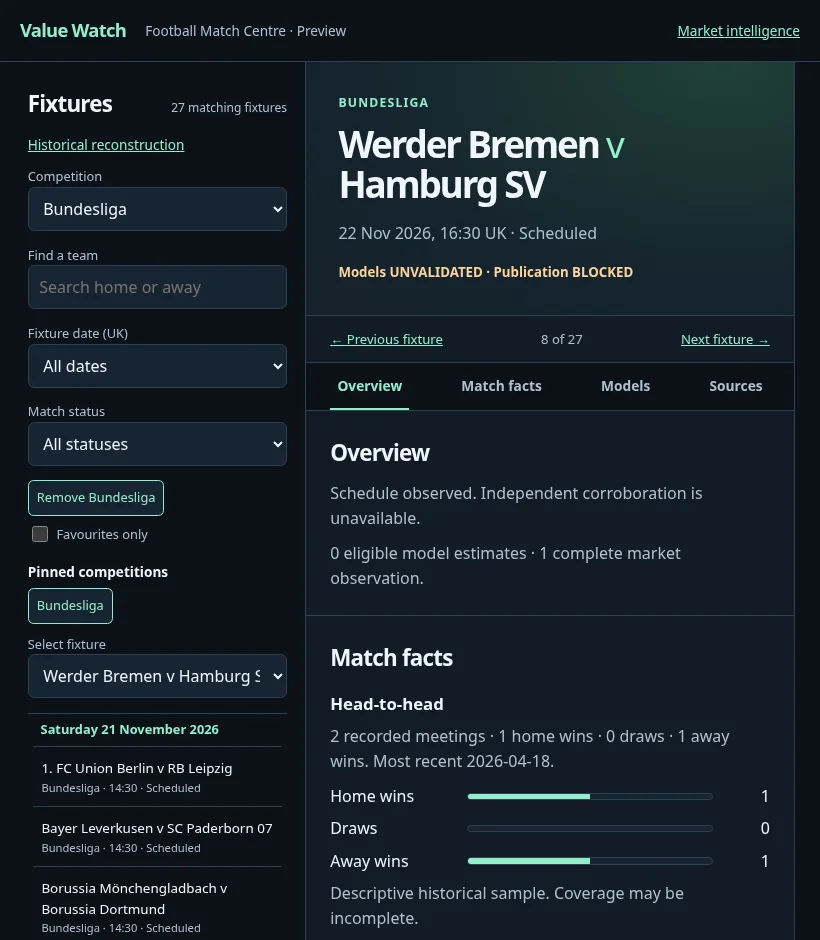 Value Watch
Football Match Centre · Preview
Market intelligence
Fixtures
27 matching fixtures
Historical reconstruction
Competition
Bundesliga
Find a team
Search home or away
Fixture date (UK)
All dates
Match status
All statuses
Remove Bundesliga
Favourites only
Pinned competitions
Bundesliga
Select fixture
Werder Bremen v Hamburg S
Saturday 21 November 2026
1. FC Union Berlin v RB Leipzig
Bundesliga · 14:30 · Scheduled
Bayer Leverkusen v SC Paderborn 07
Bundesliga · 14:30 · Scheduled
Borussia Mönchengladbach v
Borussia Dortmund
Bundesliga · 14:30 · Scheduled
BUNDESLIGA
Werder Bremen v
Hamburg SV
22 Nov 2026, 16:30 UK · Scheduled
Models UNVALIDATED · Publication BLOCKED
← Previous fixture
8 of 27
Next fixture →
Overview
Match facts
Models
Sources
Overview
Schedule observed. Independent corroboration is
unavailable.
0 eligible model estimates · 1 complete market
observation.
Match facts
Head-to-head
2 recorded meetings · 1 home wins · 0 draws · 1 away
wins. Most recent 2026-04-18.
Home wins 1
Draws 0
Away wins 1
Descriptive historical sample. Coverage may be
incomplete.